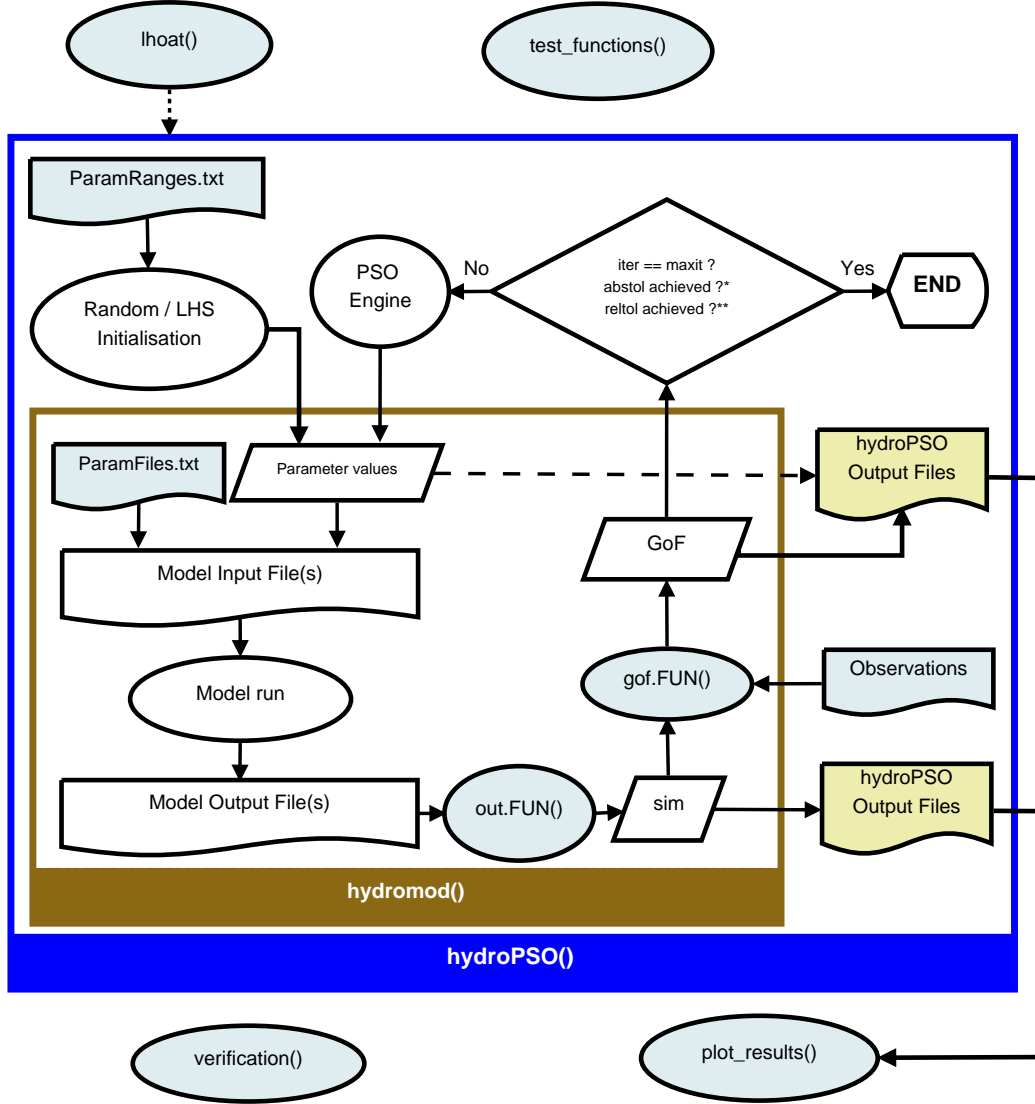 lhoat()
test_functions()
ParamRanges.txt
Random / LHS
Initialisation
PSO
Engine
No
iter == maxit ?
abstol achieved ?*
reltol achieved ?**
Yes
END
ParamFiles.txt
Parameter values
hydroPSO
Output Files
Model Input File(s)
GoF
Model run
gof.FUN()
Observations
Model Output File(s)
out.FUN()
sim
hydroPSO
Output Files
hydromod()
hydroPSO()
verification()
plot_results()